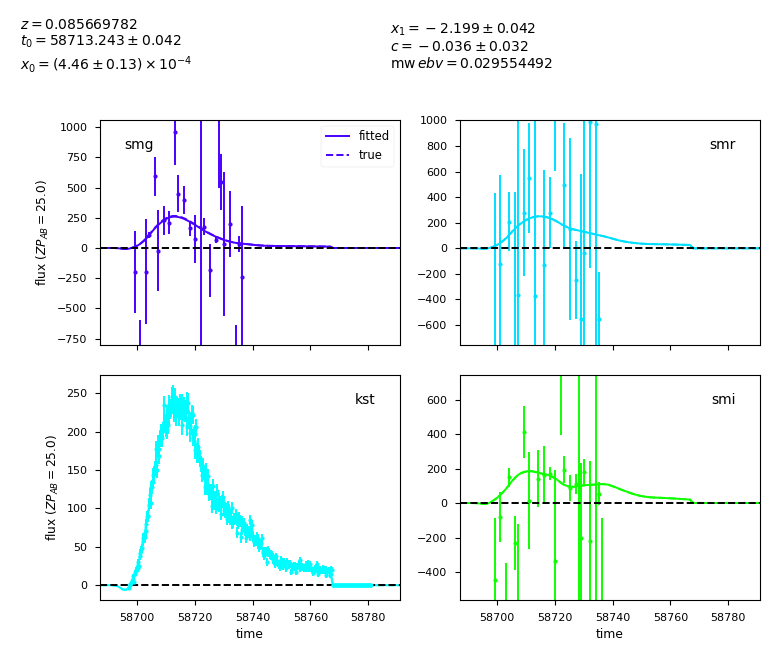 z = 0.085669782
t₀ = 58713.243 ± 0.042
x₀ = (4.46 ± 0.13) × 10⁻⁴
x₁ = −2.199 ± 0.042
c = −0.036 ± 0.032
mw ebv = 0.029554492
smg
fitted
true
1000
750
500
250
0
−250
−500
−750
flux (ZP_AB = 25.0)
smr
1000
800
600
400
200
0
−200
−400
−600
kst
250
200
150
100
50
0
flux (ZP_AB = 25.0)
58700 58720 58740 58760 58780
time
smi
600
400
200
0
−200
−400
58700 58720 58740 58760 58780
time